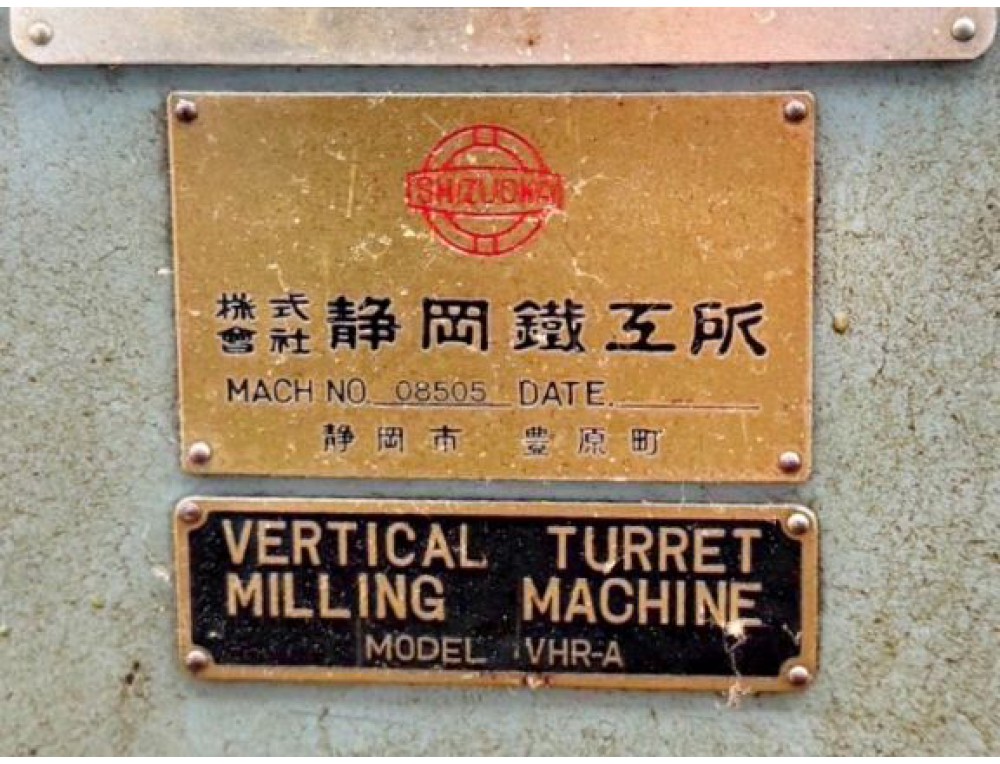 SHIZUOKA
株式會社 静岡鐵工所
MACH NO. 08505 DATE.
静岡市 豊原町
VERTICAL TURRET
MILLING MACHINE
MODEL VHR-A